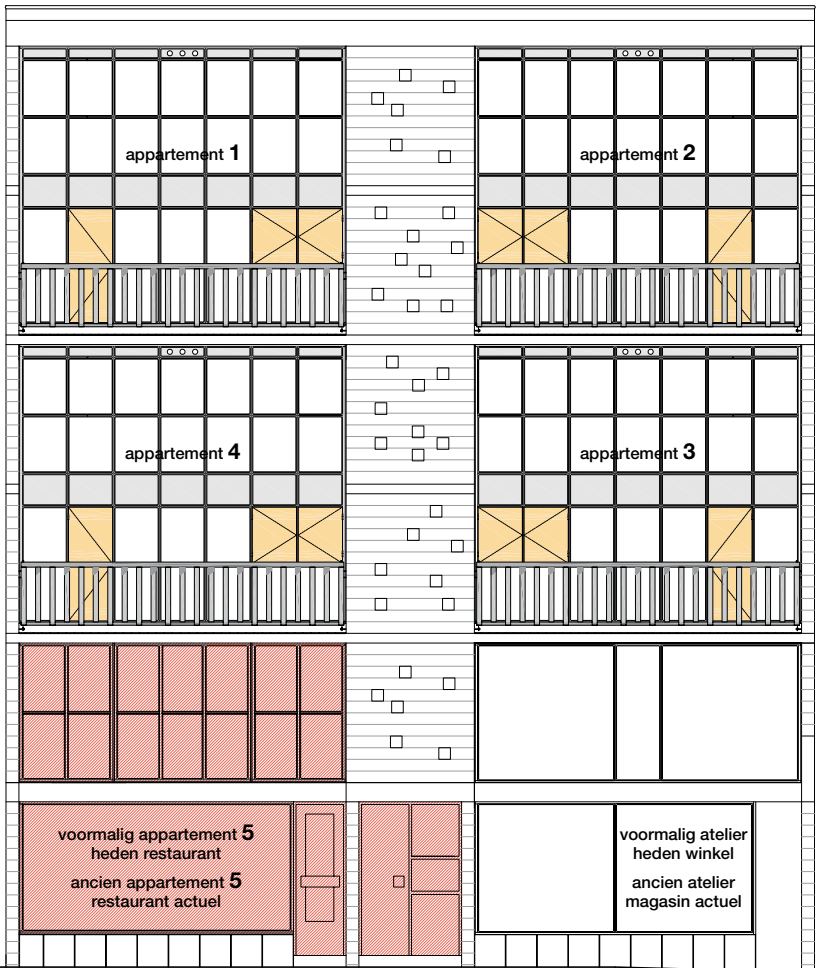 appartement 1
appartement 2
appartement 4
appartement 3
voormalig appartement 5
heden restaurant
ancien appartement 5
restaurant actuel
voormalig atelier
heden winkel
ancien atelier
magasin actuel